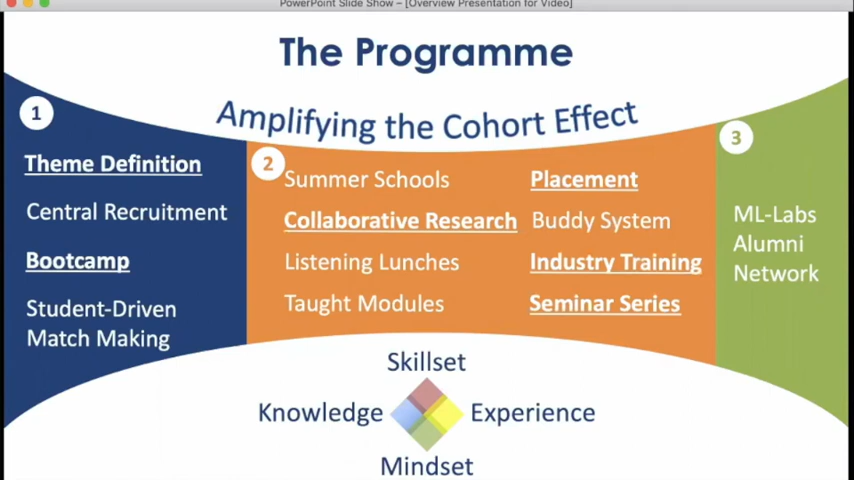 PowerPoint Slide Show – [Overview Presentation for Video]
The Programme
Amplifying the Cohort Effect
1
Theme Definition
Central Recruitment
Bootcamp
Student-Driven
Match Making
2
Summer Schools
Collaborative Research
Listening Lunches
Taught Modules
Placement
Buddy System
Industry Training
Seminar Series
3
ML-Labs
Alumni
Network
Skillset
Knowledge
Experience
Mindset